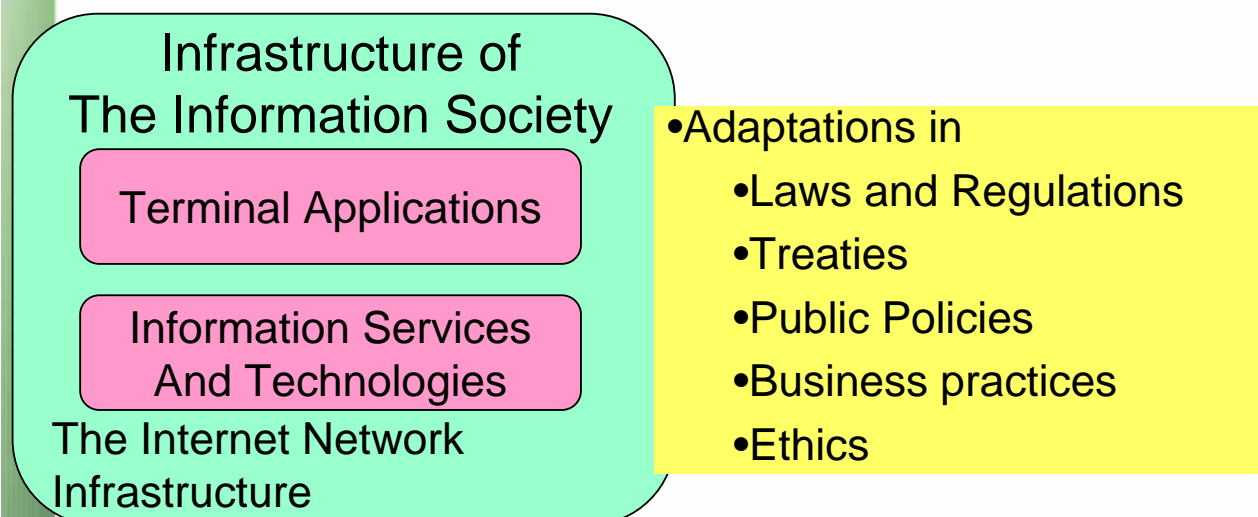 Infrastructure of
The Information Society
Terminal Applications
Information Services
And Technologies
The Internet Network
Infrastructure
•Adaptations in
•Laws and Regulations
•Treaties
•Public Policies
•Business practices
•Ethics